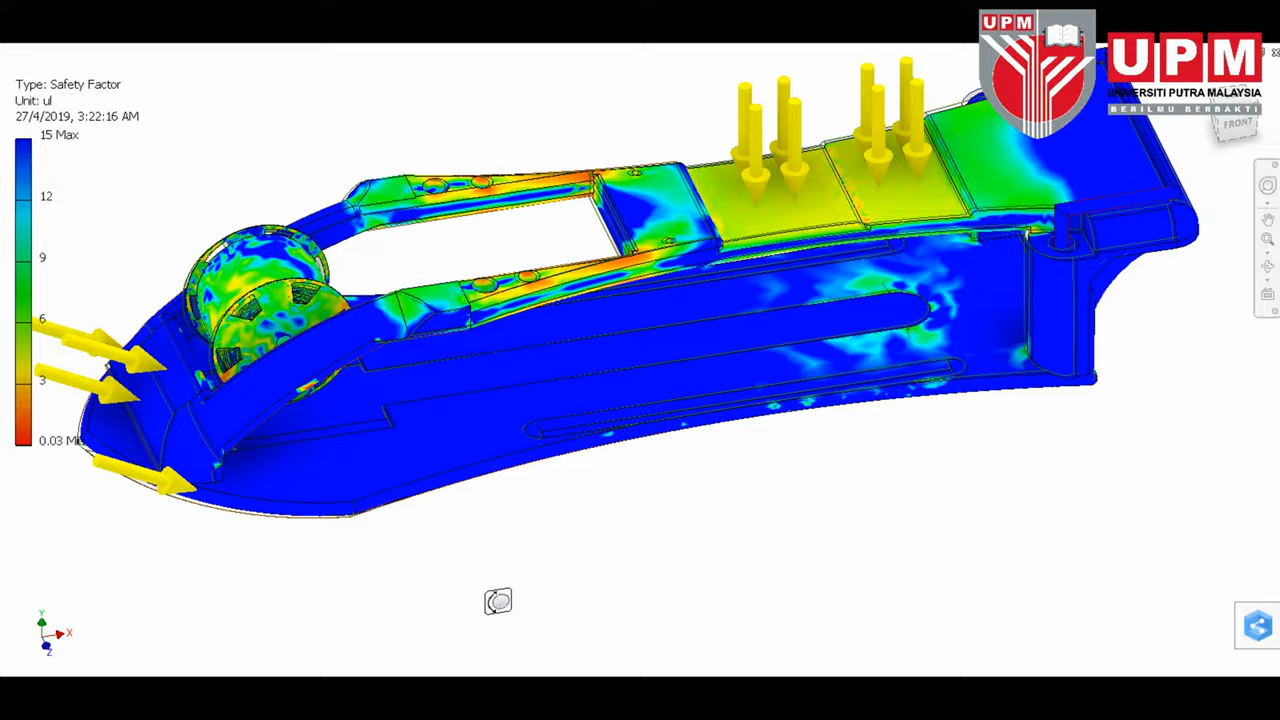 Type: Safety Factor
Unit: ul
27/4/2019, 3:22:16 AM
15 Max
12
9
6
3
0.03 Mi
UPM
UPM
UNIVERSITI PUTRA MALAYSIA
BERILMU BERBAKTI
FRONT
Y
X
Z